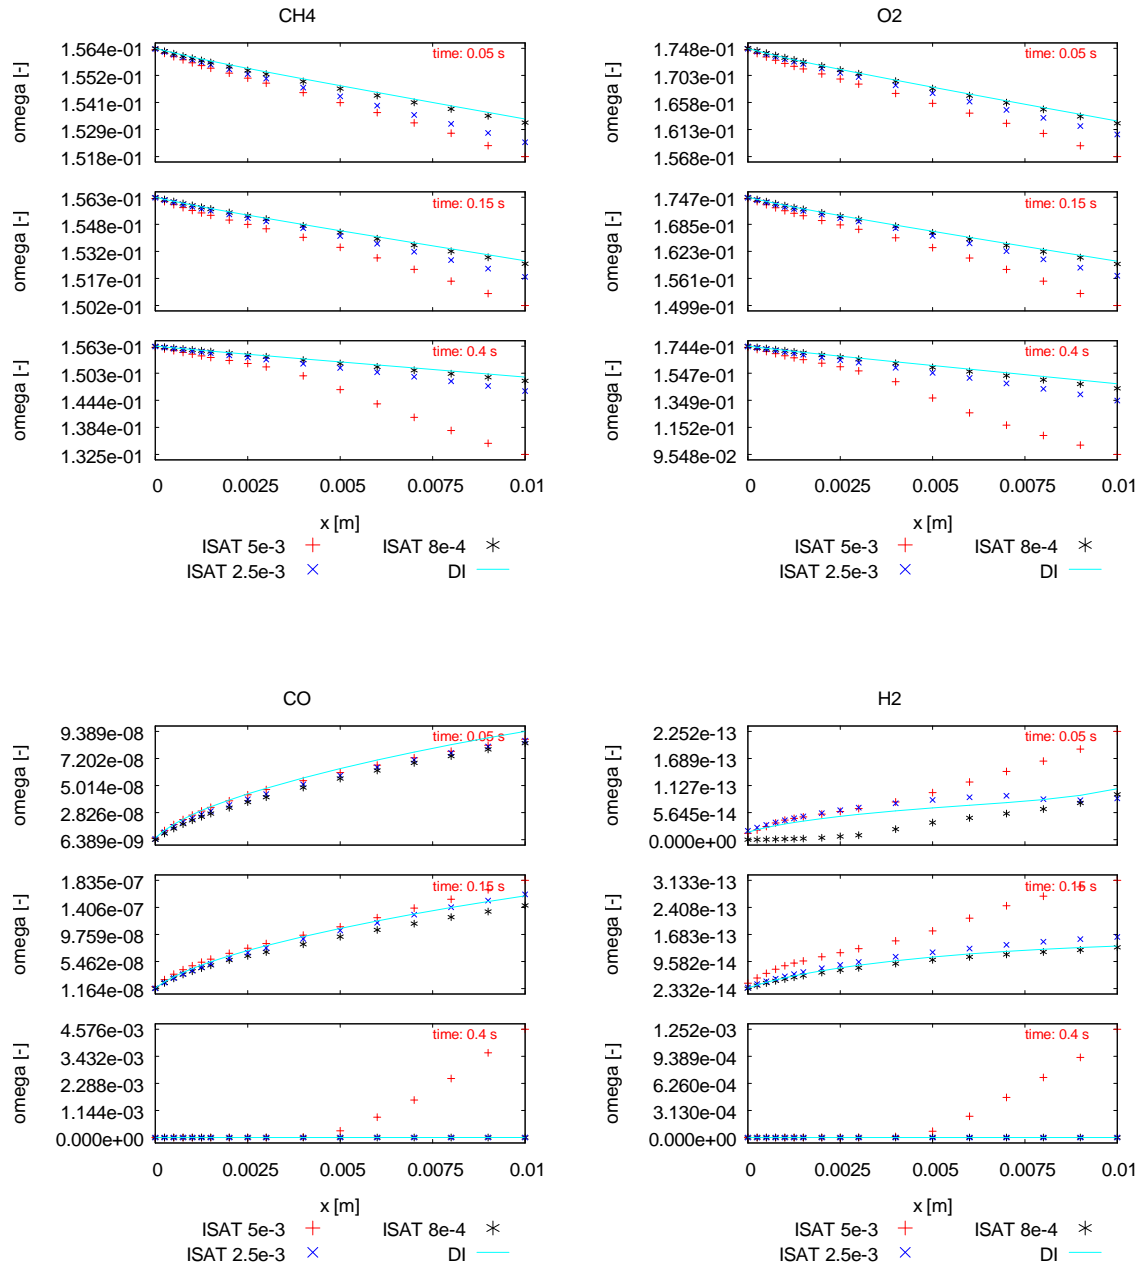 CH4
omega [-]
1.564e-01
1.552e-01
1.541e-01
1.529e-01
1.518e-01
time: 0.05 s
omega [-]
1.563e-01
1.548e-01
1.532e-01
1.517e-01
1.502e-01
time: 0.15 s
omega [-]
1.563e-01
1.503e-01
1.444e-01
1.384e-01
1.325e-01
time: 0.4 s
0 0.0025 0.005 0.0075 0.01
x [m]
ISAT 5e-3 ISAT 8e-4
ISAT 2.5e-3 DI
O2
omega [-]
1.748e-01
1.703e-01
1.658e-01
1.613e-01
1.568e-01
time: 0.05 s
omega [-]
1.747e-01
1.685e-01
1.623e-01
1.561e-01
1.499e-01
time: 0.15 s
omega [-]
1.744e-01
1.547e-01
1.349e-01
1.152e-01
9.548e-02
time: 0.4 s
0 0.0025 0.005 0.0075 0.01
x [m]
ISAT 5e-3 ISAT 8e-4
ISAT 2.5e-3 DI
CO
omega [-]
9.389e-08
7.202e-08
5.014e-08
2.826e-08
6.389e-09
time: 0.05 s
omega [-]
1.835e-07
1.406e-07
9.759e-08
5.462e-08
1.164e-08
time: 0.15 s
omega [-]
4.576e-03
3.432e-03
2.288e-03
1.144e-03
0.000e+00
time: 0.4 s
0 0.0025 0.005 0.0075 0.01
x [m]
ISAT 5e-3 ISAT 8e-4
ISAT 2.5e-3 DI
H2
omega [-]
2.252e-13
1.689e-13
1.127e-13
5.645e-14
0.000e+00
time: 0.05 s
omega [-]
3.133e-13
2.408e-13
1.683e-13
9.582e-14
2.332e-14
time: 0.15 s
omega [-]
1.252e-03
9.389e-04
6.260e-04
3.130e-04
0.000e+00
time: 0.4 s
0 0.0025 0.005 0.0075 0.01
x [m]
ISAT 5e-3 ISAT 8e-4
ISAT 2.5e-3 DI